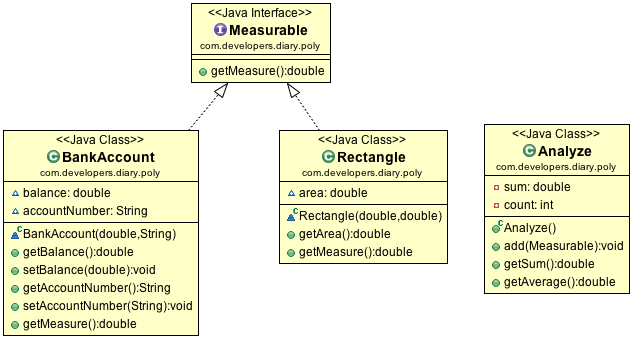 <<Java Interface>>
Measurable
com.developers.diary.poly
getMeasure():double
<<Java Class>>
BankAccount
com.developers.diary.poly
balance: double
accountNumber: String
BankAccount(double,String)
getBalance():double
setBalance(double):void
getAccountNumber():String
setAccountNumber(String):void
getMeasure():double
<<Java Class>>
Rectangle
com.developers.diary.poly
area: double
Rectangle(double,double)
getArea():double
getMeasure():double
<<Java Class>>
Analyze
com.developers.diary.poly
sum: double
count: int
Analyze()
add(Measurable):void
getSum():double
getAverage():double